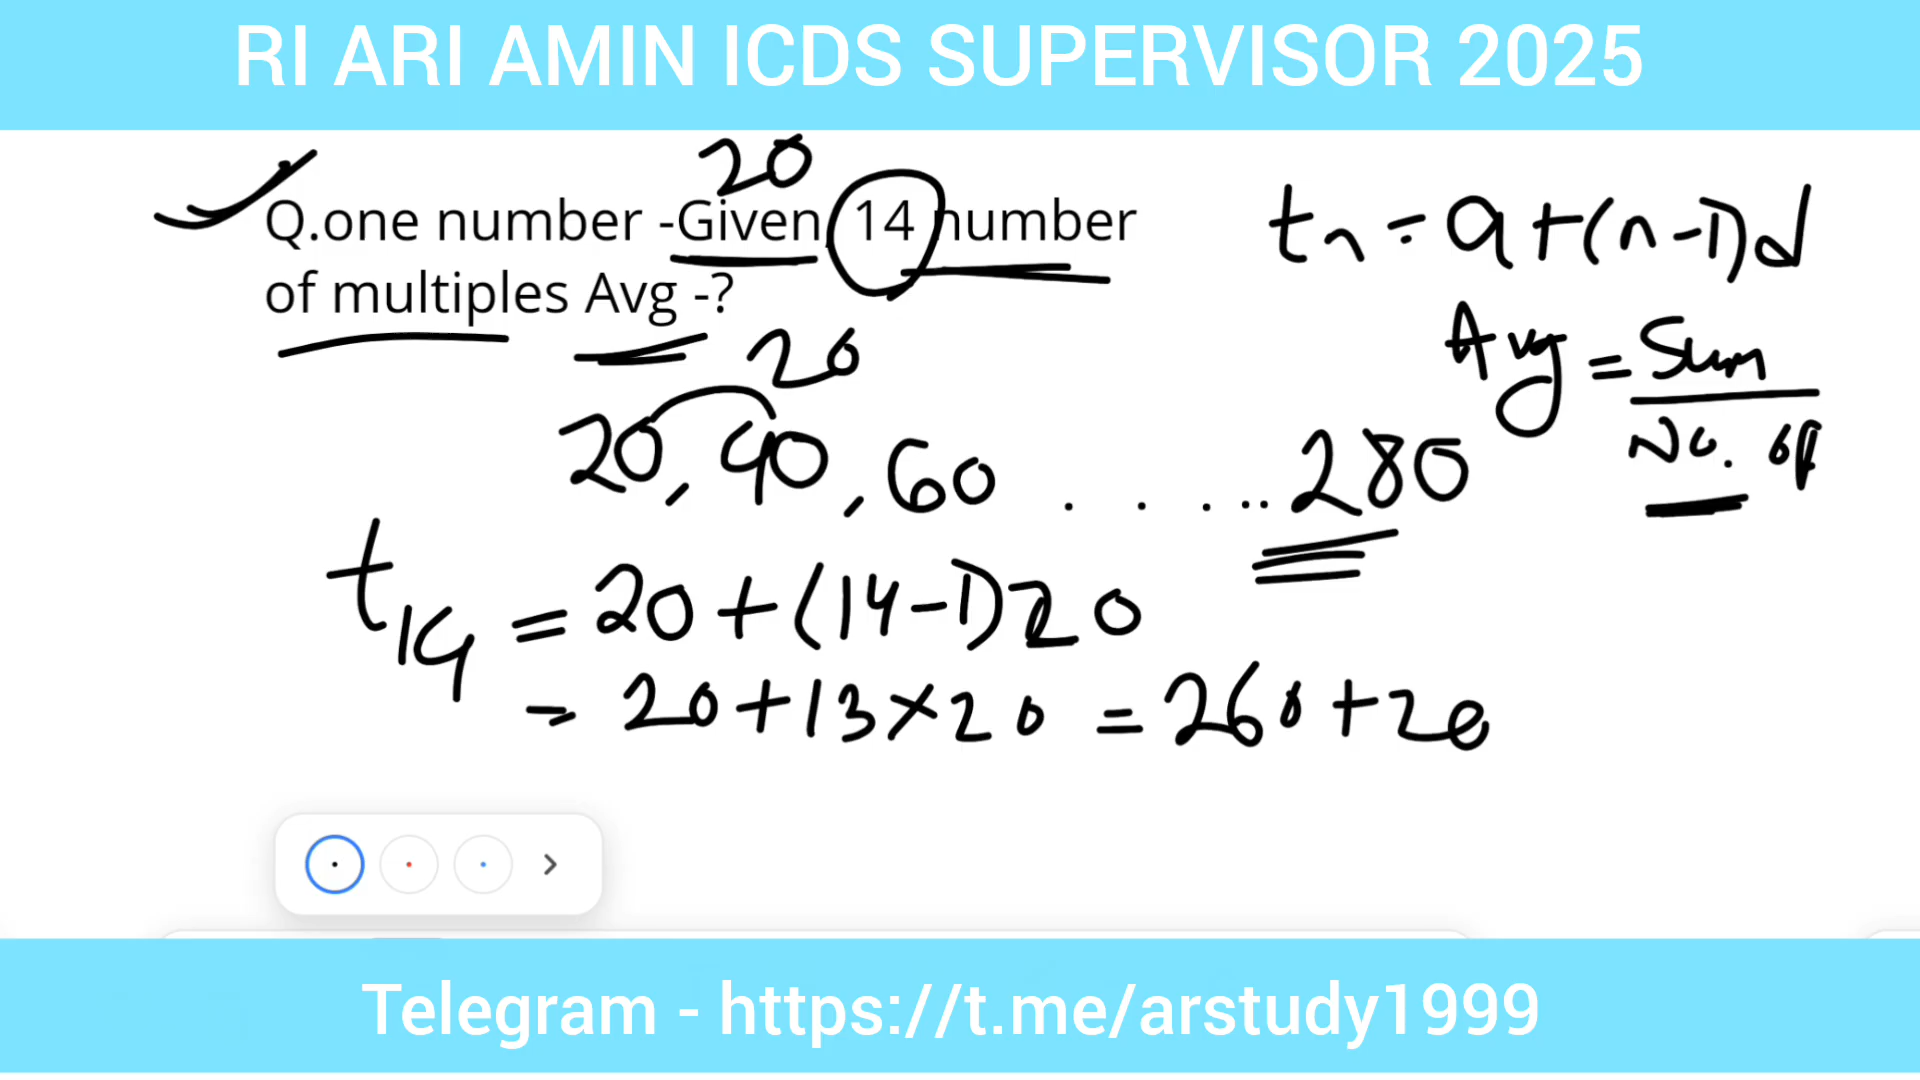 RI ARI AMIN ICDS SUPERVISOR 2025
20
Q.one number -Given, 14 number
of multiples Avg -?
tn = a+(n-1)d
Avg = Sum
No. of
20
20, 40, 60 . . . .. 280
t14 = 20+(14-1)20
= 20+13×20 = 260+20
Telegram - https://t.me/arstudy1999